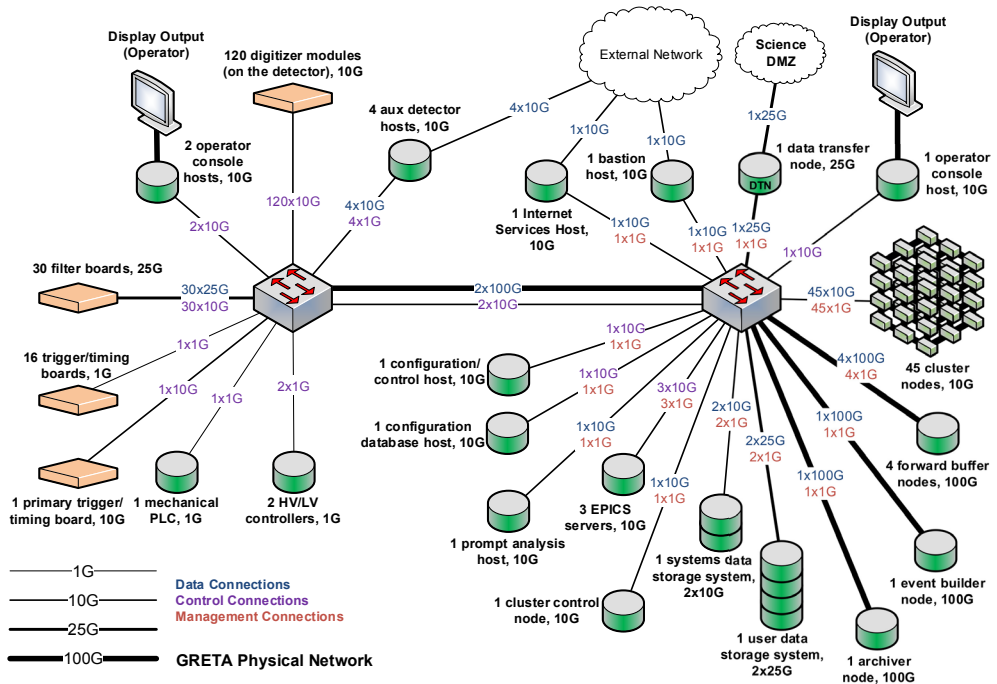 Display Output
(Operator)
120 digitizer modules
(on the detector), 10G
External Network
Science
DMZ
Display Output
(Operator)
4 aux detector
hosts, 10G
4x10G
1x10G
1x10G
1x25G
2 operator
console
hosts, 10G
1 bastion
host, 10G
1 data transfer
node, 25G
1 operator
console
host, 10G
DTN
120x10G
4x10G
4x1G
2x10G
1 Internet
Services Host,
10G
1x10G
1x1G
1x10G
1x1G
1x25G
1x1G
1x10G
30 filter boards, 25G
30x25G
30x10G
2x100G
2x10G
45x10G
45x1G
45 cluster
nodes, 10G
16 trigger/timing
boards, 1G
1x1G
1x10G
1x1G
2x1G
1 configuration/
control host, 10G
1x10G
1x1G
1 configuration
database host, 10G
1x10G
1x1G
3x10G
3x1G
2x10G
2x1G
4x100G
4x1G
1x100G
1x1G
1x10G
1x1G
2x25G
2x1G
1x100G
1x1G
1x10G
1x1G
4 forward buffer
nodes, 100G
1 primary trigger/
timing board, 10G
1 mechanical
PLC, 1G
2 HV/LV
controllers, 1G
3 EPICS
servers, 10G
1 prompt analysis
host, 10G
1 systems data
storage system,
2x10G
1 event builder
node, 100G
1 cluster control
node, 10G
1 user data
storage system,
2x25G
1 archiver
node, 100G
1G
10G
25G
100G
Data Connections
Control Connections
Management Connections
GRETA Physical Network